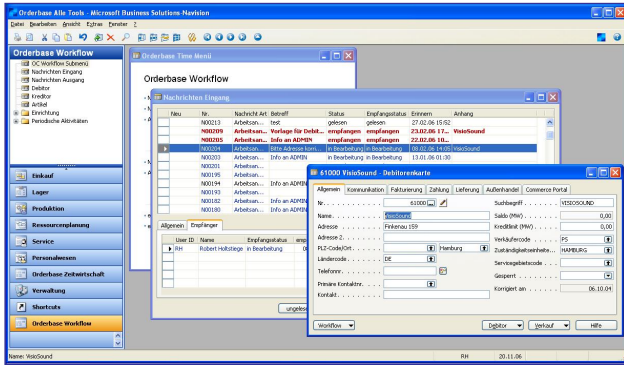 Orderbase Alle Tools - Microsoft Business Solutions-Navision
Datei Bearbeiten Ansicht Extras Fenster ?
Orderbase Workflow
OC Workflow Submenü
Nachrichten Eingang
Nachrichten Ausgang
Debitor
Kreditor
Artikel
Einrichtung
Periodische Aktivitäten
Einkauf
Lager
Produktion
Ressourcenplanung
Service
Personalwesen
Orderbase Zeitwirtschaft
Verwaltung
Shortcuts
Orderbase Workflow
Orderbase Time Menü
Orderbase Workflow
Nachrichten Eingang
Neu Nr. Nachricht Art Betreff Status Empfangsstatus Erinnern Anhang
N00213 Arbeitsan... test gelesen gelesen 27.02.06 15:52
N00209 Arbeitsan... Vorlage für Debit... empfangen empfangen 23.02.06 17... VisioSound
N00205 Arbeitsan... Info an ADMIN empfangen empfangen 22.02.06 10...
N00204 Arbeitsan... Bitte Adresse korri... in Bearbeitung in Bearbeitung 08.02.06 14:05 VisioSound
N00203 Arbeitsan... Info an ADMIN in Bearbeitung in Bearbeitung 13.01.06 01:30
N00201 Arbeitsan...
N00195 Arbeitsan...
N00194 Arbeitsan... Info an ADMIN
N00193 Arbeitsan...
N00182 Arbeitsan... Info an ADMIN
N00180 Arbeitsan... Info an ADMIN
Allgemein Empfänger
User ID Name Empfangsstatus
RH Robert Holtstiege in Bearbeitung
61000 VisioSound - Debitorenkarte
Allgemein Kommunikation Fakturierung Zahlung Lieferung Außenhandel Commerce Portal
Nr. 61000 Suchbegriff VISIOSOUND
Name VisioSound Saldo (MW) 0,00
Adresse Finkenau 159 Kreditlimit (MW) 0,00
Adresse 2 Verkäufercode PS
PLZ-Code/Ort Hamburg Zuständigkeitseinheite... HAMBURG
Ländercode DE Servicegebietscode
Telefonnr. Gesperrt
Primäre Kontaktnr. Korrigiert am 06.10.04
Kontakt
Workflow Debitor Verkauf Hilfe
Name: VisioSound RH 20.11.06